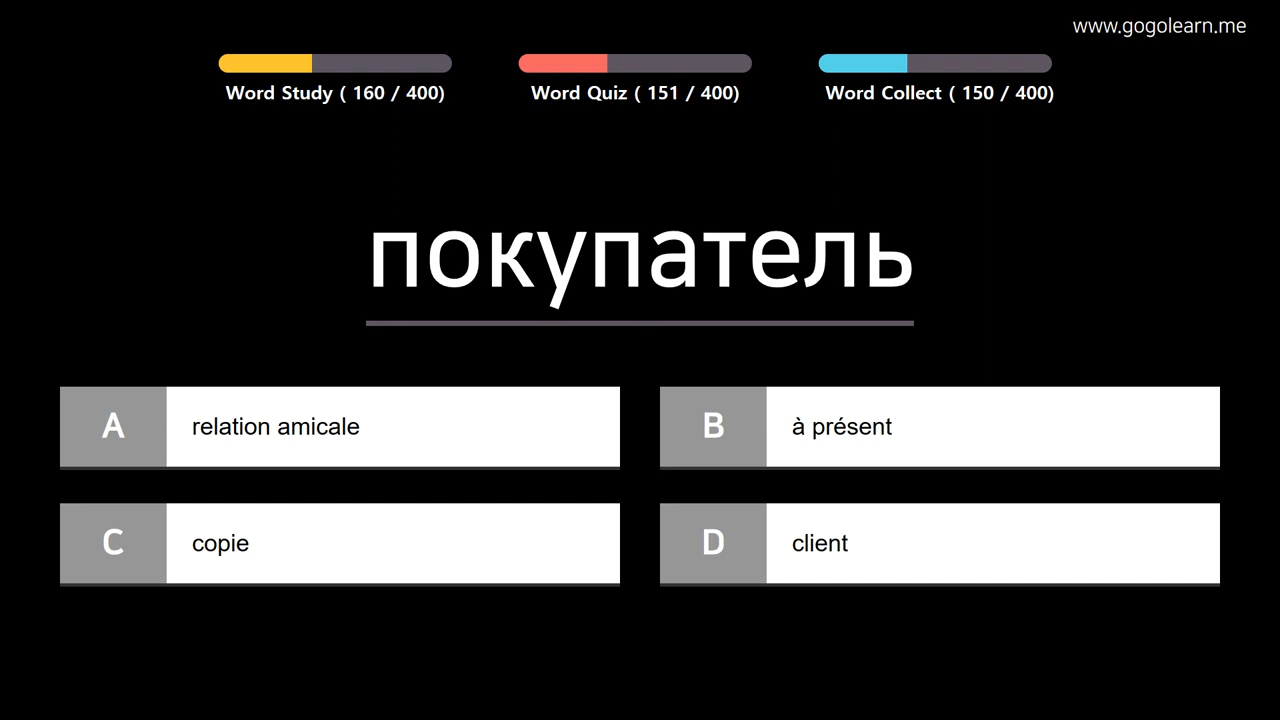 www.gogolearn.me
Word Study ( 160 / 400)
Word Quiz ( 151 / 400)
Word Collect ( 150 / 400)
покупатель
A relation amicale
B à présent
C copie
D client